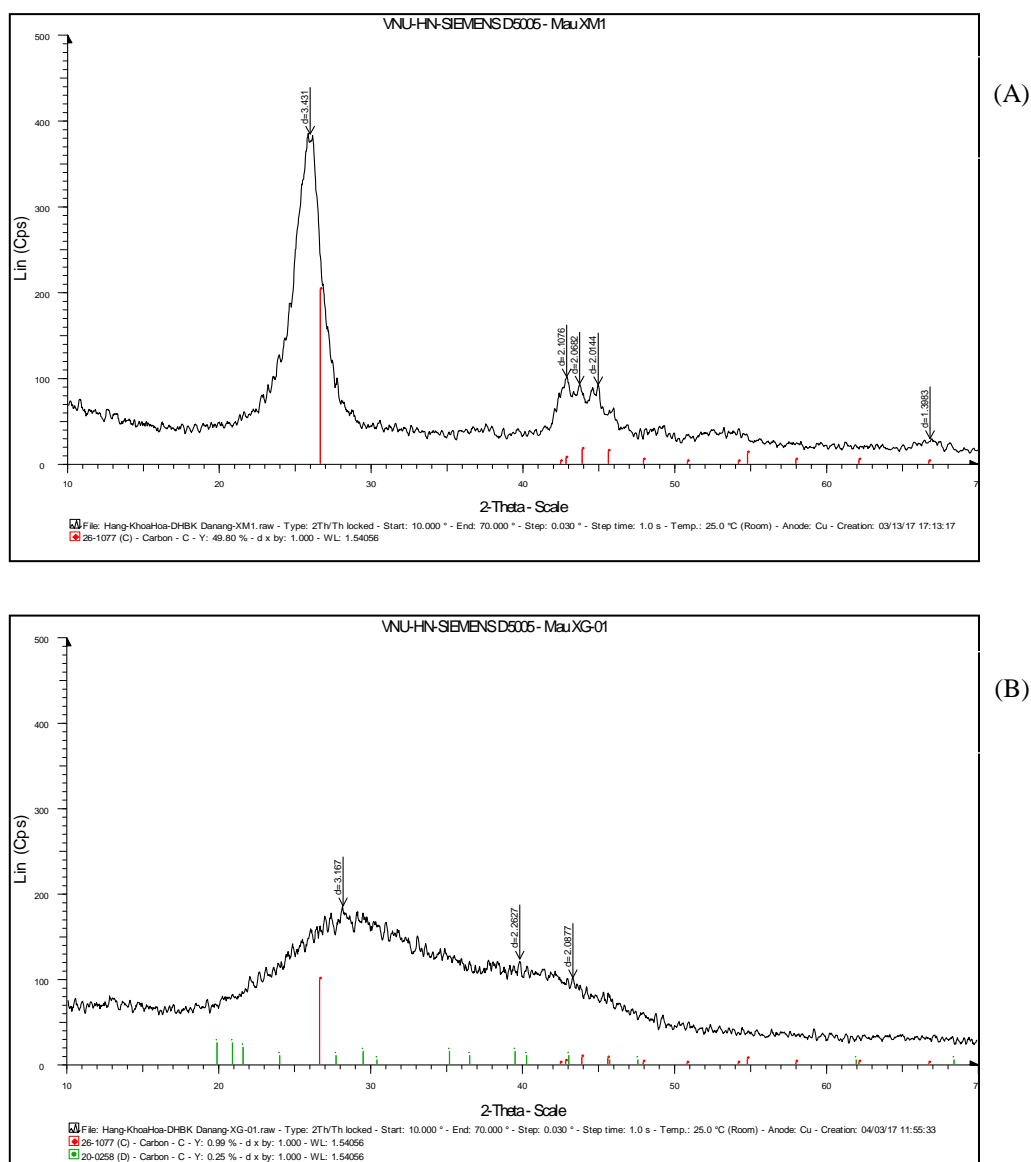 VNU-HN-SIEMENS D5005 - Mau XM1
(A)
Lin (Cps)
500
400
300
200
100
0
d=3.431
d=2.1076
d=2.0682
d=2.0144
d=1.3983
10 20 30 40 50 60 7
2-Theta - Scale
File: Hang-KhoaHoa-DHBK Danang-XM1.raw - Type: 2Th/Th locked - Start: 10.000 ° - End: 70.000 ° - Step: 0.030 ° - Step time: 1.0 s - Temp.: 25.0 °C (Room) - Anode: Cu - Creation: 03/13/17 17:13:17
26-1077 (C) - Carbon - C - Y: 49.80 % - d x by: 1.000 - WL: 1.54056
VNU-HN-SIEMENS D5005 - Mau XG-01
(B)
Lin (Cps)
500
400
300
200
100
0
d=3.167
d=2.2627
d=2.0877
10 20 30 40 50 60 7
2-Theta - Scale
File: Hang-KhoaHoa-DHBK Danang-XG-01.raw - Type: 2Th/Th locked - Start: 10.000 ° - End: 70.000 ° - Step: 0.030 ° - Step time: 1.0 s - Temp.: 25.0 °C (Room) - Anode: Cu - Creation: 04/03/17 11:55:33
26-1077 (C) - Carbon - C - Y: 0.99 % - d x by: 1.000 - WL: 1.54056
20-0258 (D) - Carbon - C - Y: 0.25 % - d x by: 1.000 - WL: 1.54056